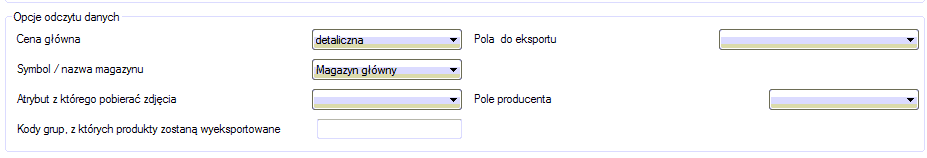 Opcje odczytu danych
Cena główna detaliczna Pola do eksportu
Symbol / nazwa magazynu Magazyn główny
Atrybut z którego pobierać zdjęcia Pole producenta
Kody grup, z których produkty zostaną wyeksportowane